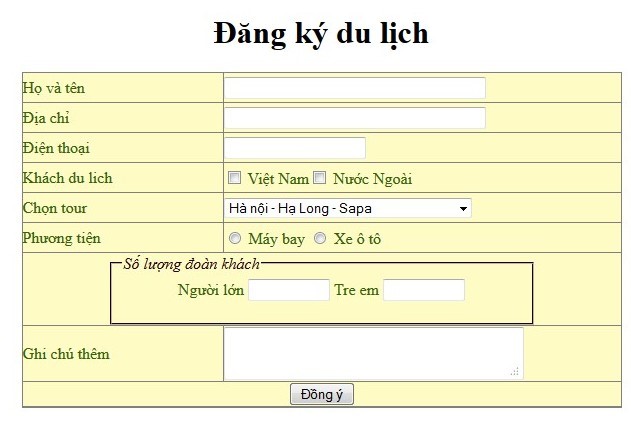 Đăng ký du lịch
Họ và tên
Địa chỉ
Điện thoại
Khách du lich Việt Nam Nước Ngoài
Chọn tour Hà nội - Hạ Long - Sapa
Phương tiện Máy bay Xe ô tô
Số lượng đoàn khách
Người lớn Tre em
Ghi chú thêm
Đồng ý